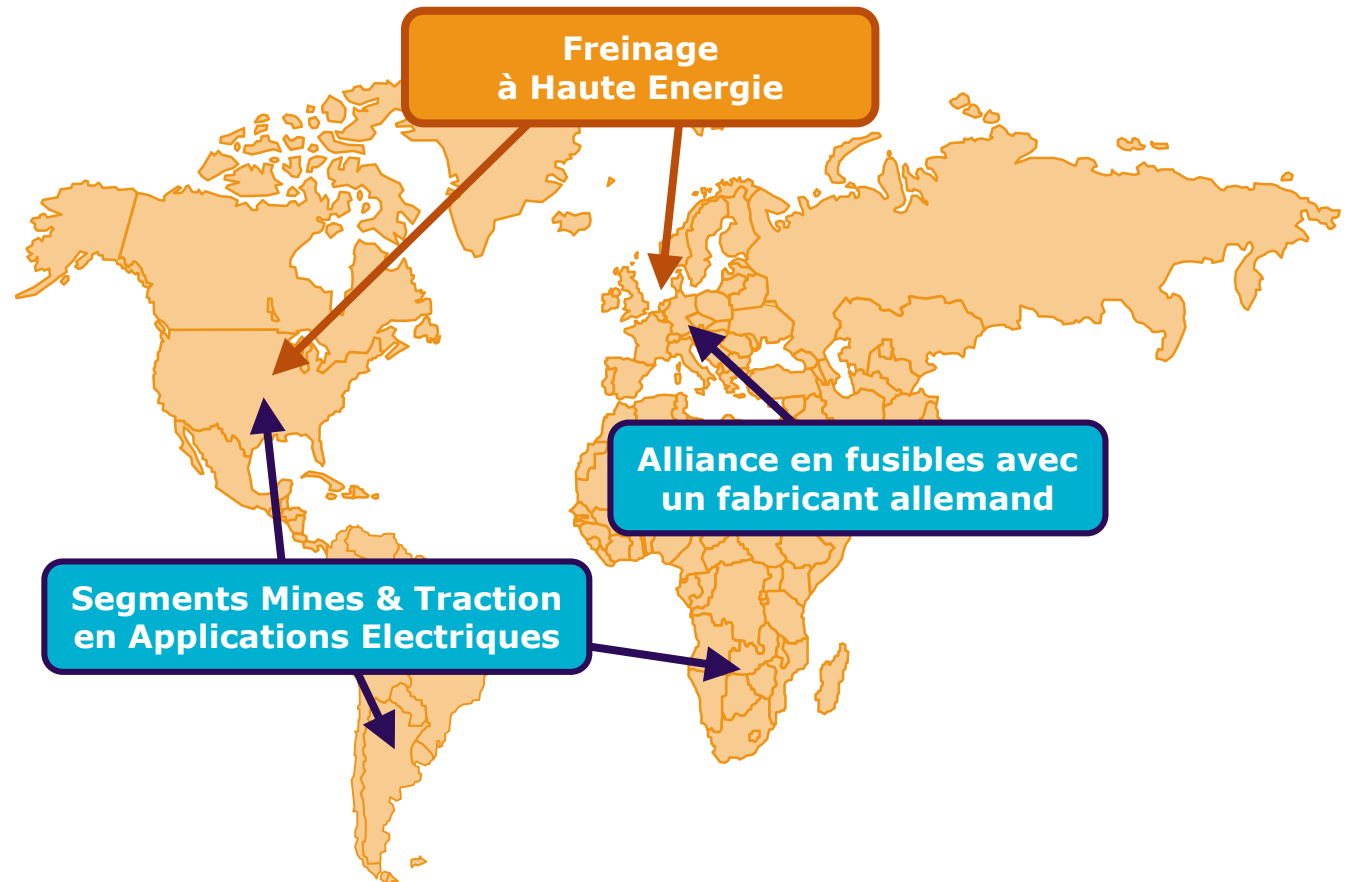 Freinage
à Haute Energie
Alliance en fusibles avec
un fabricant allemand
Segments Mines & Traction
en Applications Electriques